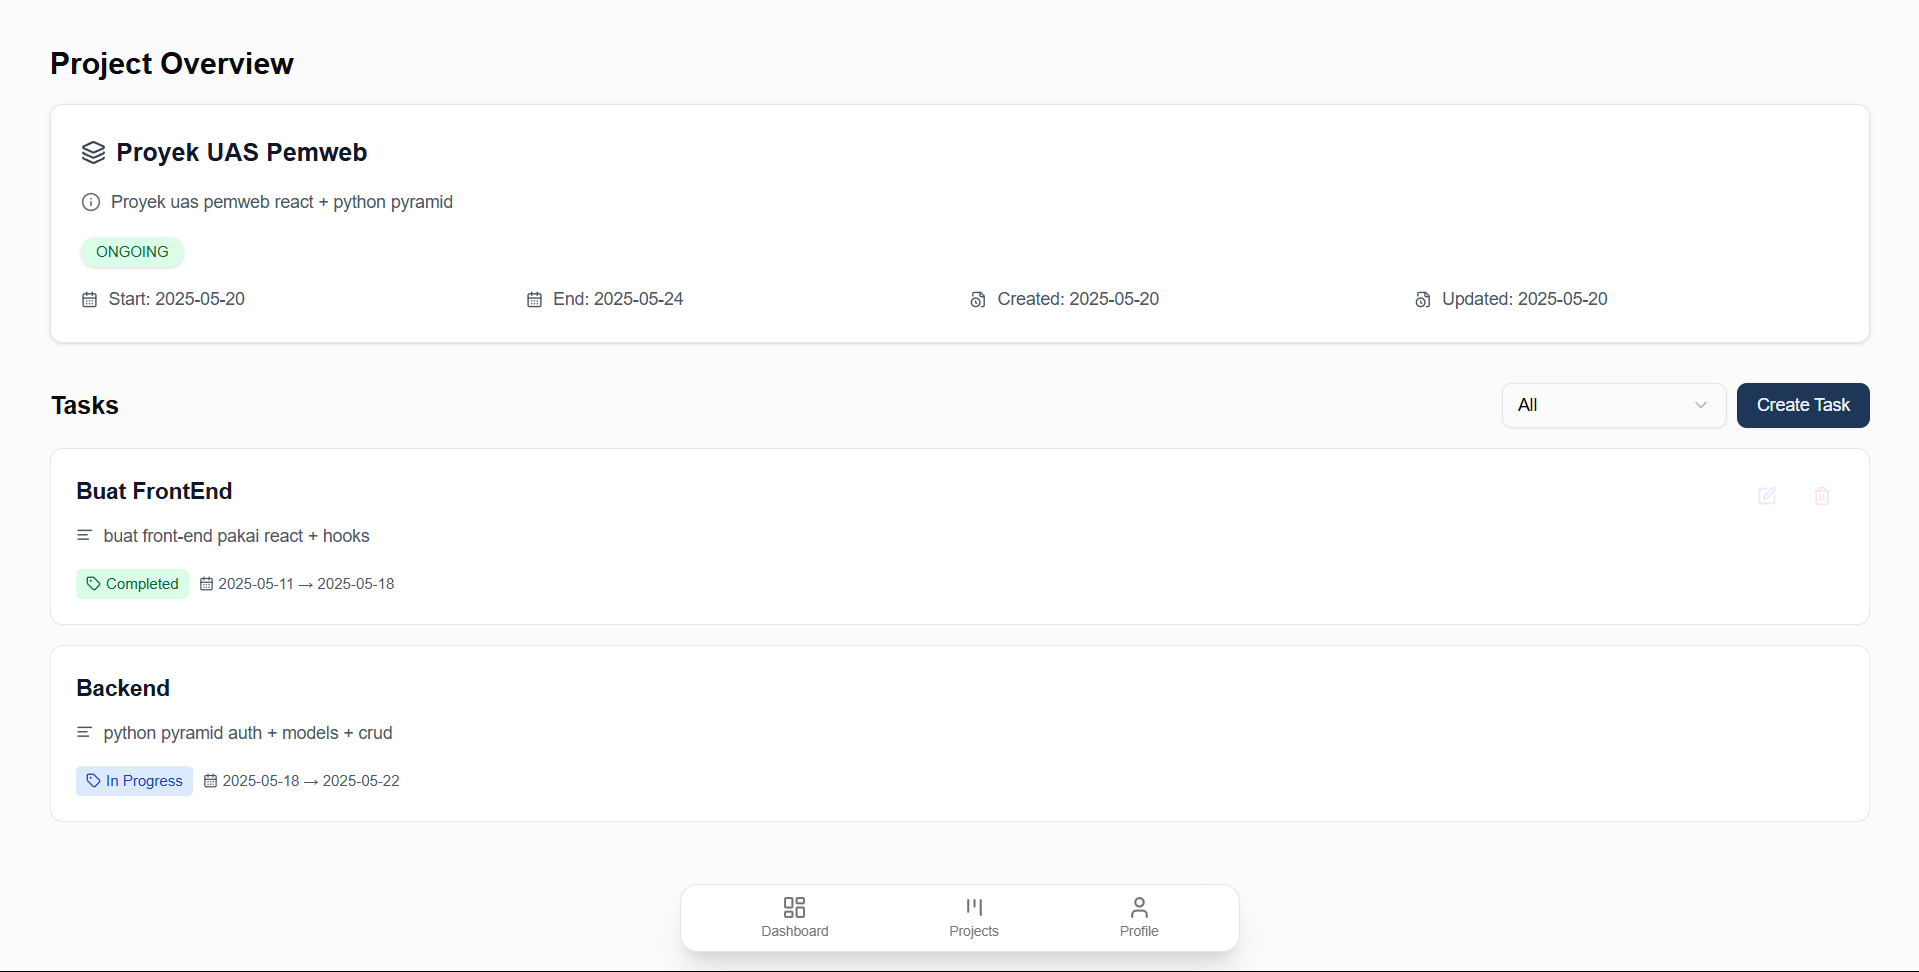 Project Overview
Proyek UAS Pemweb
Proyek uas pemweb react + python pyramid
ONGOING
Start: 2025-05-20 End: 2025-05-24 Created: 2025-05-20 Updated: 2025-05-20
Tasks All Create Task
Buat FrontEnd
buat front-end pakai react + hooks
Completed 2025-05-11 → 2025-05-18
Backend
python pyramid auth + models + crud
In Progress 2025-05-18 → 2025-05-22
Dashboard Projects Profile